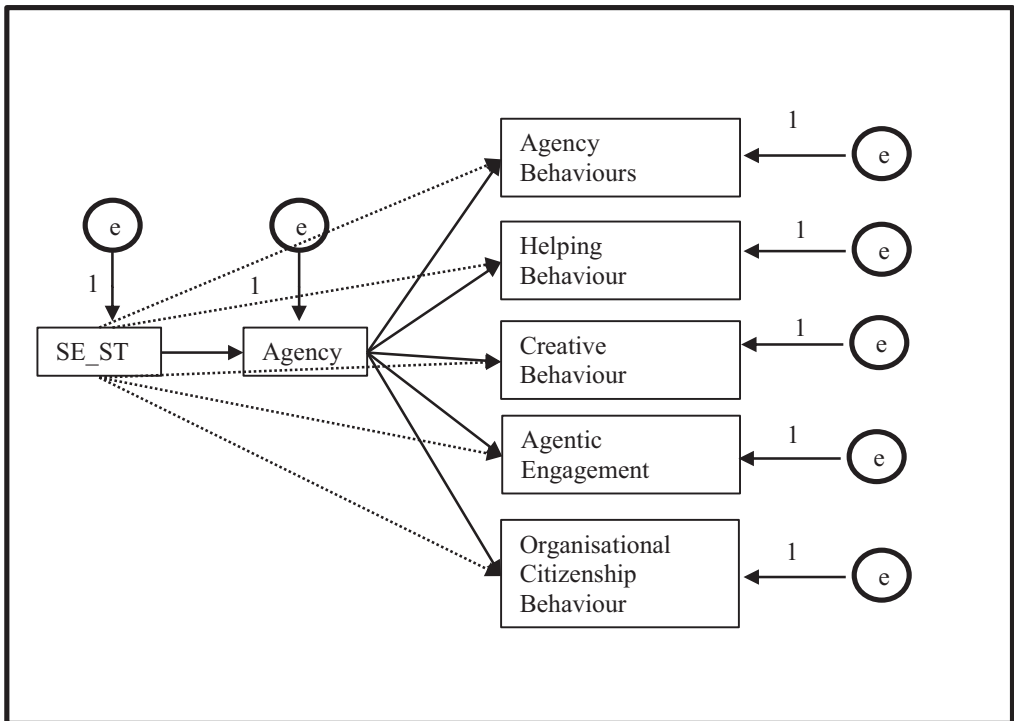 1
Agency
Behaviours
e
e
e
1
Helping
Behaviour
e
1
1
1
SE_ST
Agency
Creative
Behaviour
e
1
Agentic
Engagement
e
1
Organisational
Citizenship
Behaviour
e